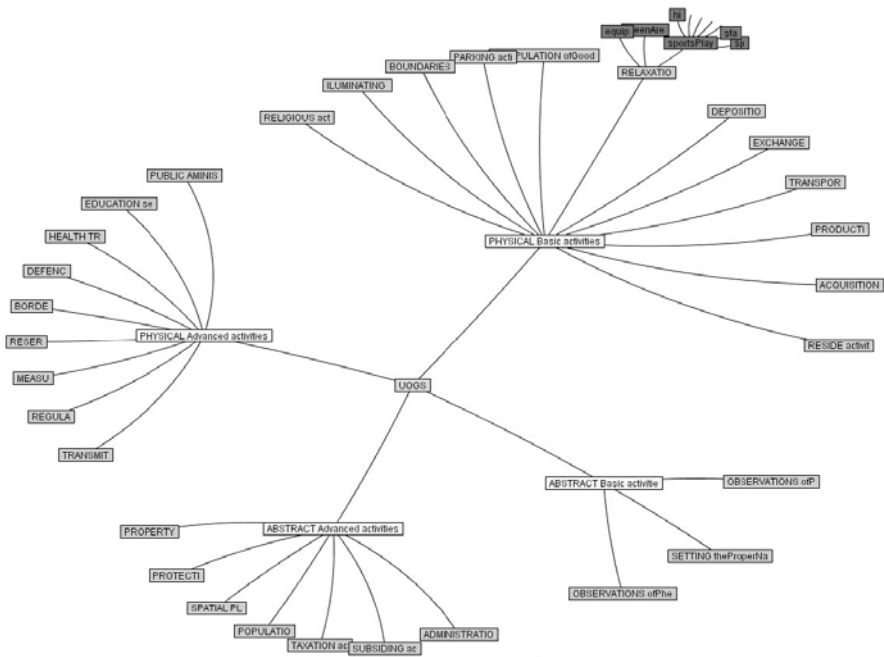 hi
equip
eenAre
sta
sportsPlay
sp
PARKING acti
PULATION ofGood
BOUNDARIES
RELAXATIO
ILUMINATING
RELIGIOUS act
DEPOSITIO
EXCHANGE
PUBLIC AMINIS
TRANSPOR
EDUCATION se
PRODUCTI
HEALTH TR
PHYSICAL Basic activities
DEFENC
ACQUISITION
BORDE
PHYSICAL Advanced activities
RESER
RESIDE activit
MEASU
UOGS
REGULA
TRANSMIT
ABSTRACT Basic activitie
OBSERVATIONS ofP
PROPERTY
ABSTRACT Advanced activities
SETTING theProperNa
PROTECTI
OBSERVATIONS ofPhe
SPATIAL PL
POPULATIO
ADMINISTRATIO
TAXATION ac
SUBSIDING ac